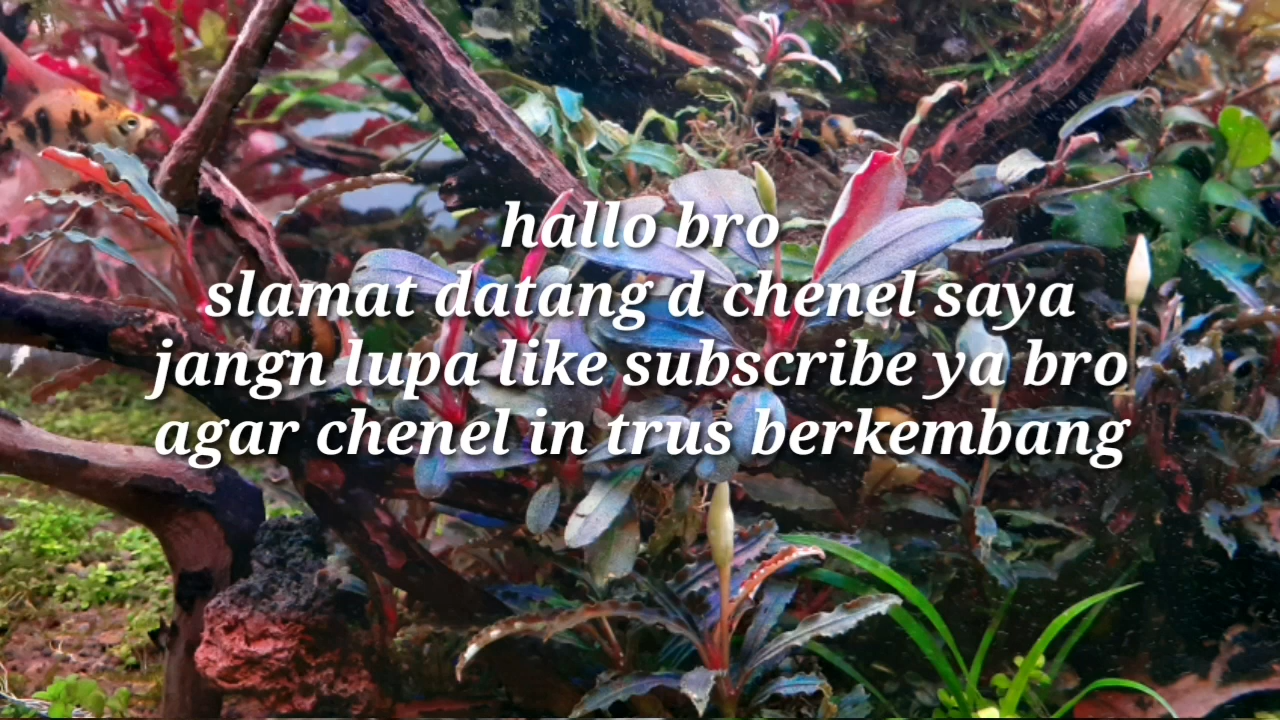 hallo bro
slamat datang d chenel saya
jangn lupa like subscribe ya bro
agar chenel in trus berkembang